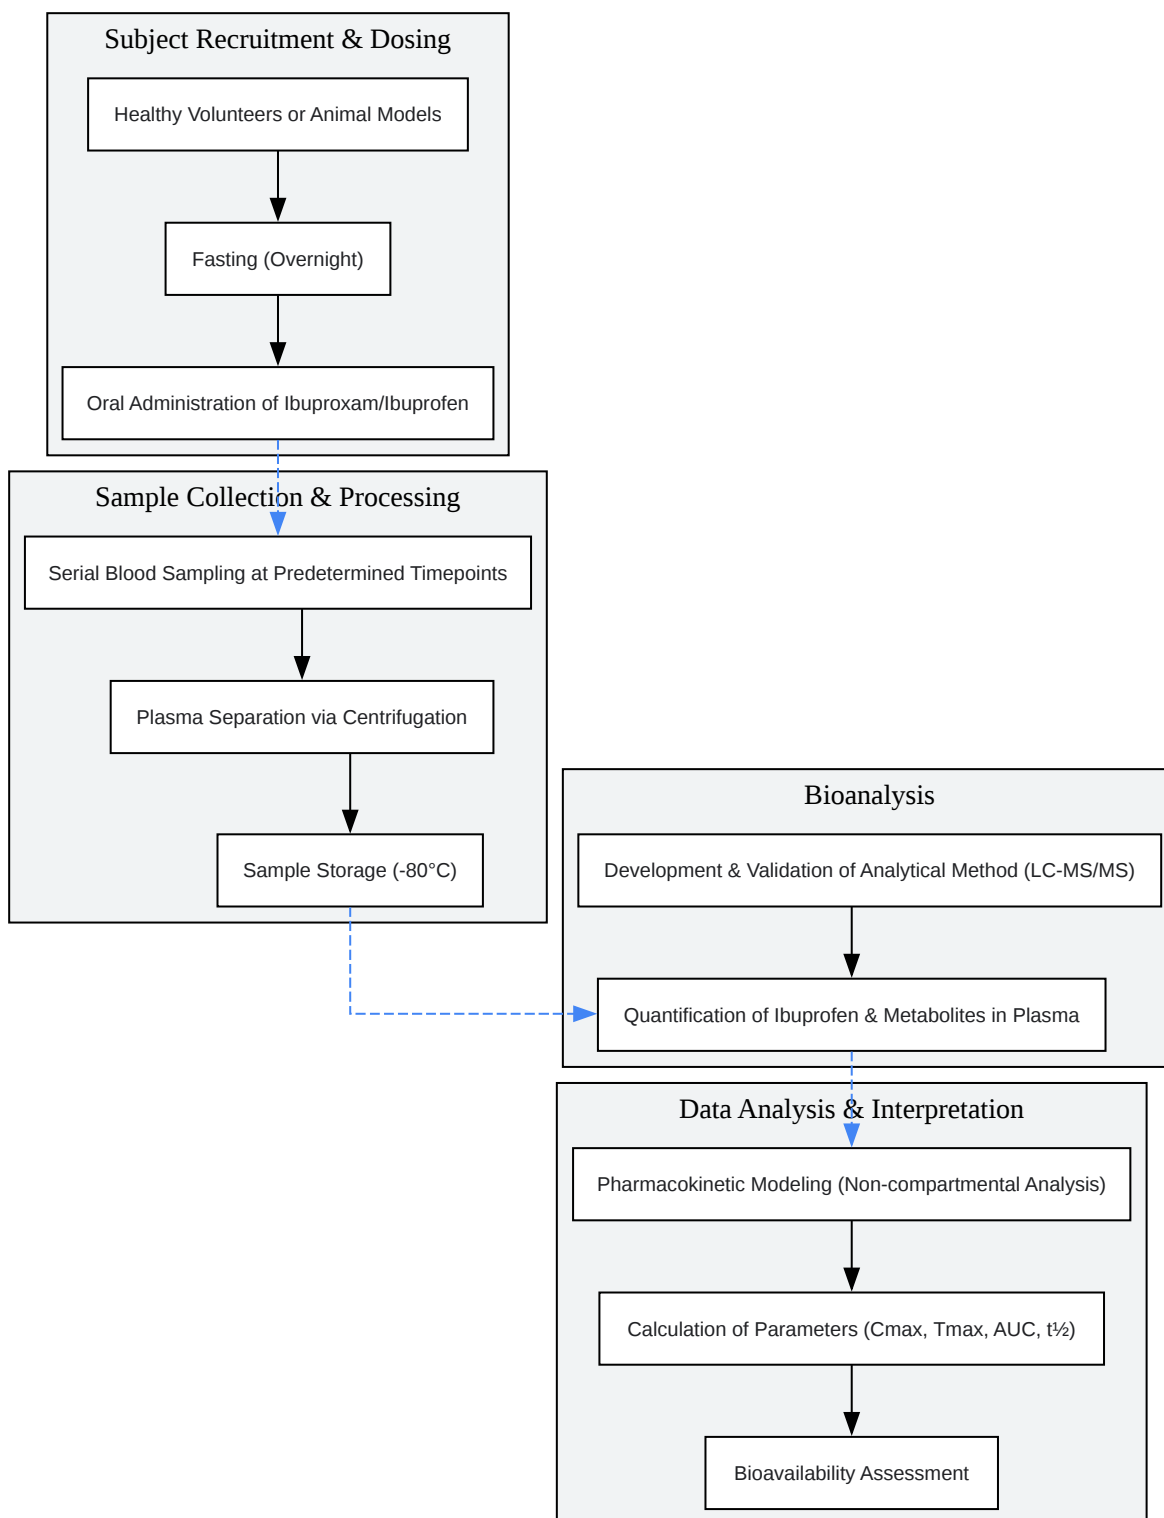 Subject Recruitment & Dosing
Healthy Volunteers or Animal Models
Fasting (Overnight)
Oral Administration of Ibuproxam/Ibuprofen
Sample Collection & Processing
Serial Blood Sampling at Predetermined Timepoints
Plasma Separation via Centrifugation
Sample Storage (-80°C)
Bioanalysis
Development & Validation of Analytical Method (LC-MS/MS)
Quantification of Ibuprofen & Metabolites in Plasma
Data Analysis & Interpretation
Pharmacokinetic Modeling (Non-compartmental Analysis)
Calculation of Parameters (Cmax, Tmax, AUC, t½)
Bioavailability Assessment